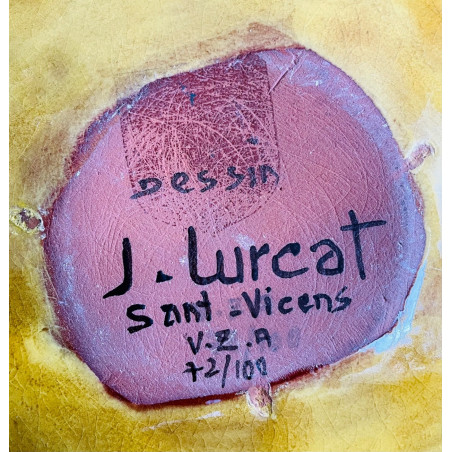 Dessin
J. Lurcat
Sant-Vicens
V.Z.A
72/100